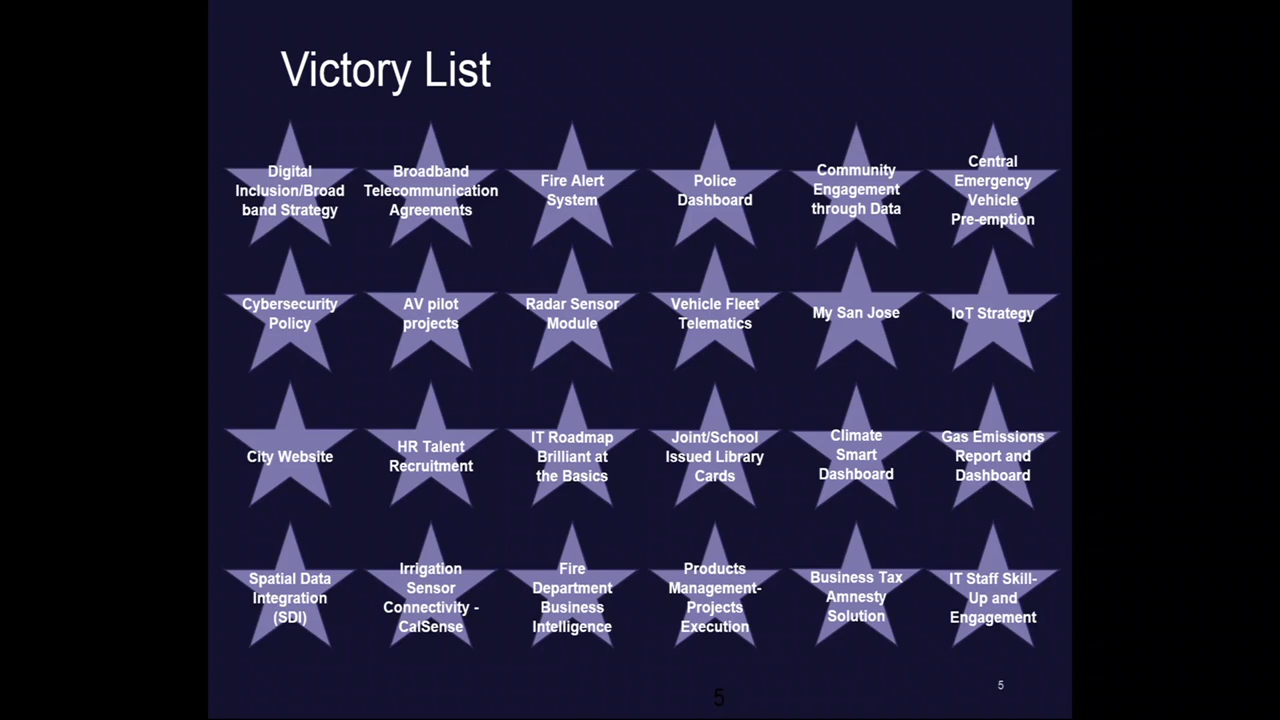 Victory List
Digital
Inclusion/Broad
band Strategy
Broadband
Telecommunication
Agreements
Fire Alert
System
Police
Dashboard
Community
Engagement
through Data
Central
Emergency
Vehicle
Pre-emption
Cybersecurity
Policy
AV pilot
projects
Radar Sensor
Module
Vehicle Fleet
Telematics
My San Jose
IoT Strategy
City Website
HR Talent
Recruitment
IT Roadmap
Brilliant at
the Basics
Joint/School
Issued Library
Cards
Climate
Smart
Dashboard
Gas Emissions
Report and
Dashboard
Spatial Data
Integration
(SDI)
Irrigation
Sensor
Connectivity -
CalSense
Fire
Department
Business
Intelligence
Products
Management-
Projects
Execution
Business Tax
Amnesty
Solution
IT Staff Skill-
Up and
Engagement
5
5